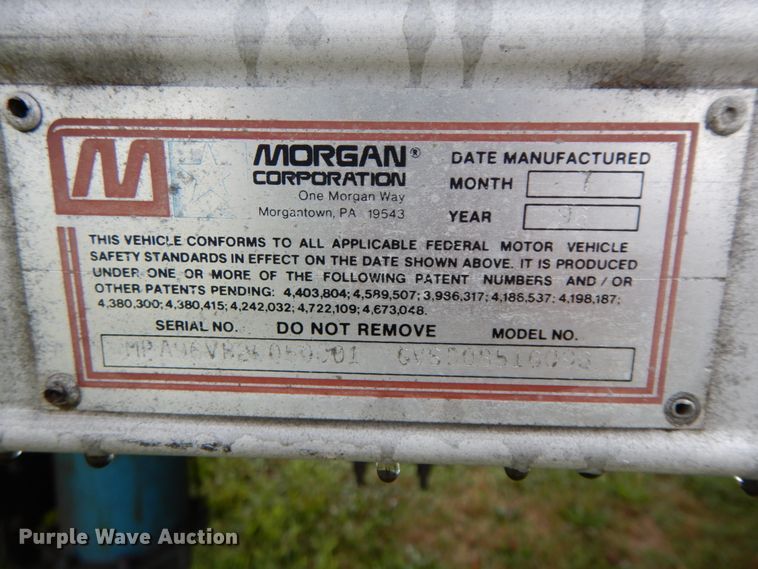 M
MORGAN®
CORPORATION
One Morgan Way
Morgantown, PA 19543
DATE MANUFACTURED
MONTH 7
YEAR
THIS VEHICLE CONFORMS TO ALL APPLICABLE FEDERAL MOTOR VEHICLE
SAFETY STANDARDS IN EFFECT ON THE DATE SHOWN ABOVE. IT IS PRODUCED
UNDER ONE OR MORE OF THE FOLLOWING PATENT NUMBERS AND/OR
OTHER PATENTS PENDING: 4,403,804; 4,589,507; 3,936,317; 4,186,537; 4,198,187;
4,380,300; 4,380,415; 4,242,032; 4,722,109; 4,673,048.
SERIAL NO. DO NOT REMOVE MODEL NO.
Purple Wave Auction